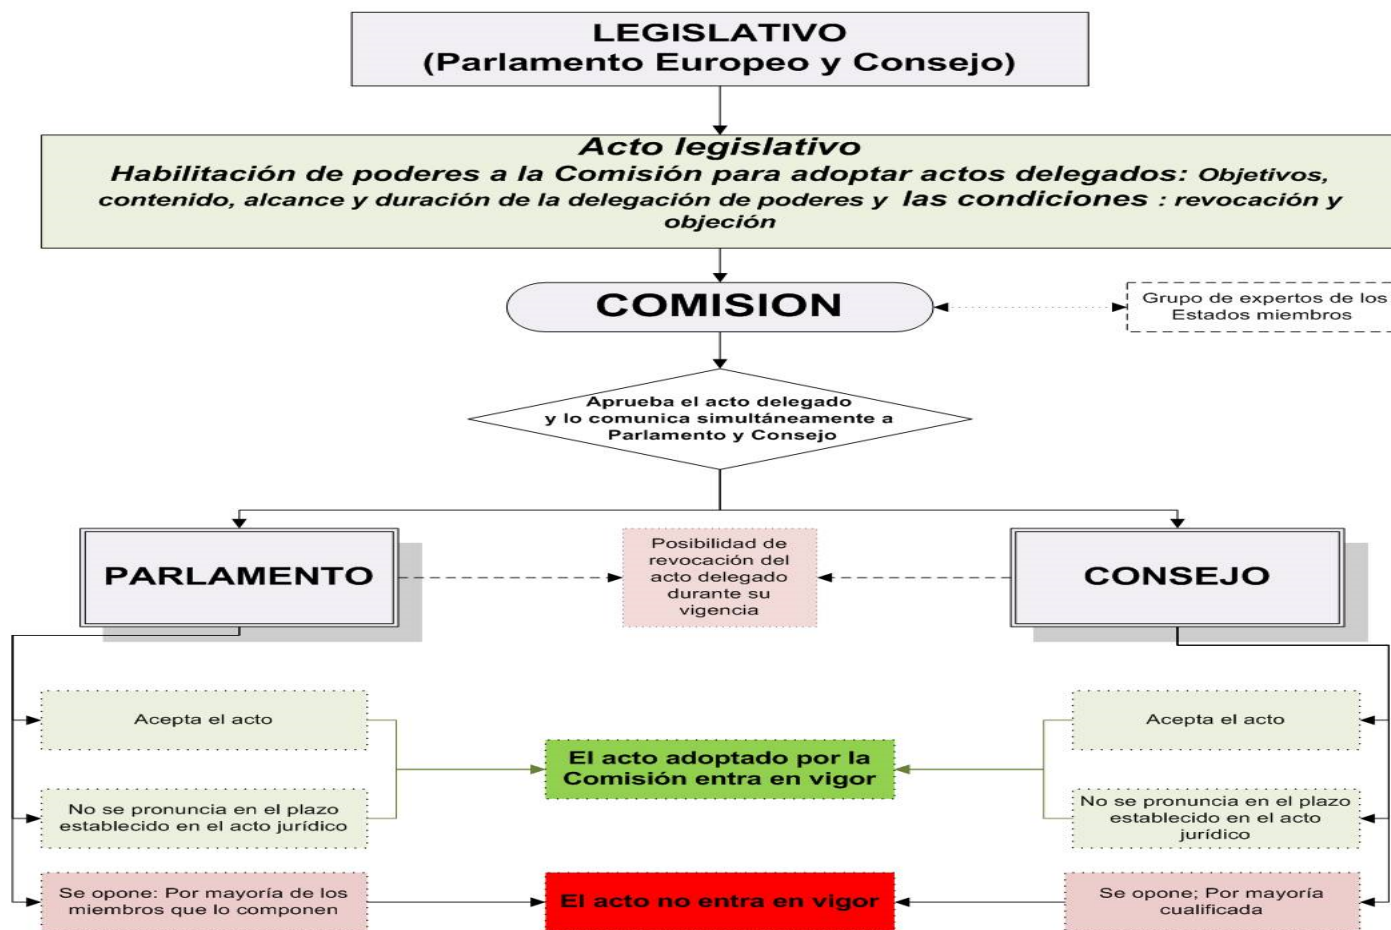 LEGISLATIVO
(Parlamento Europeo y Consejo)
Acto legislativo
Habilitación de poderes a la Comisión para adoptar actos delegados: Objetivos,
contenido, alcance y duración de la delegación de poderes y las condiciones : revocación y
objeción
COMISION
Grupo de expertos de los
Estados miembros
Aprueba el acto delegado
y lo comunica simultáneamente a
Parlamento y Consejo
PARLAMENTO
Posibilidad de
revocación del
acto delegado
durante su
vigencia
CONSEJO
Acepta el acto
Acepta el acto
El acto adoptado por la
Comisión entra en vigor
No se pronuncia en el plazo
establecido en el acto jurídico
No se pronuncia en el plazo
establecido en el acto
jurídico
Se opone: Por mayoría de los
miembros que lo componen
El acto no entra en vigor
Se opone; Por mayoría
cualificada